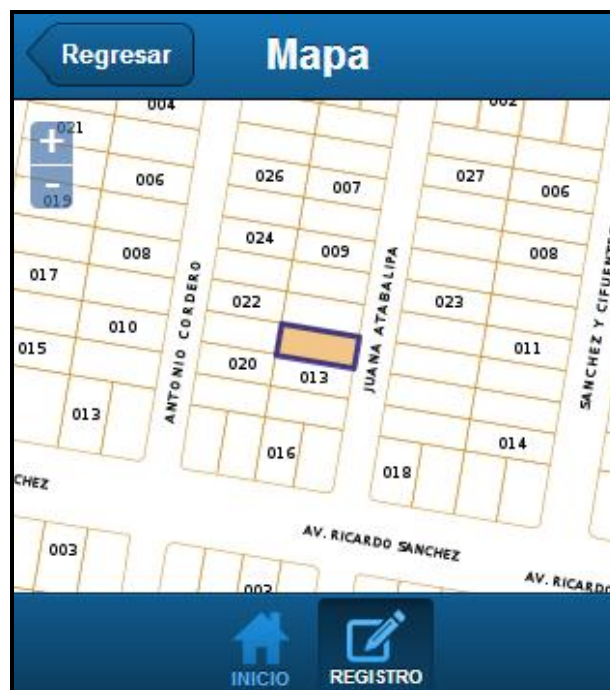 Regresar
Mapa
004
002
021
+
-
006
026
007
027
006
019
008
024
009
008
017
022
023
010
015
011
020
013
013
016
014
018
ANTONIO CORDERO
JUANA ATABALIPA
SANCHEZ Y CIFUENTE
CHEZ
AV. RICARDO SANCHEZ
AV. RICARDO
003
003
INICIO
REGISTRO